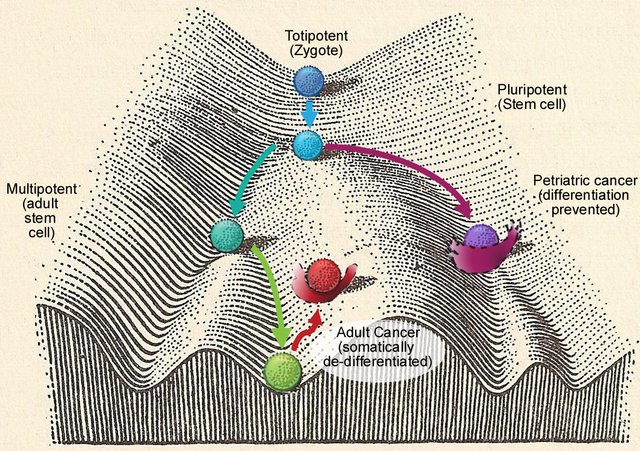 Totipotent
(Zygote)
Pluripotent
(Stem cell)
Multipotent
(adult
stem
cell)
Petriatric cancer
(differentiation
prevented)
Adult Cancer
(somatically
de-differentiated)